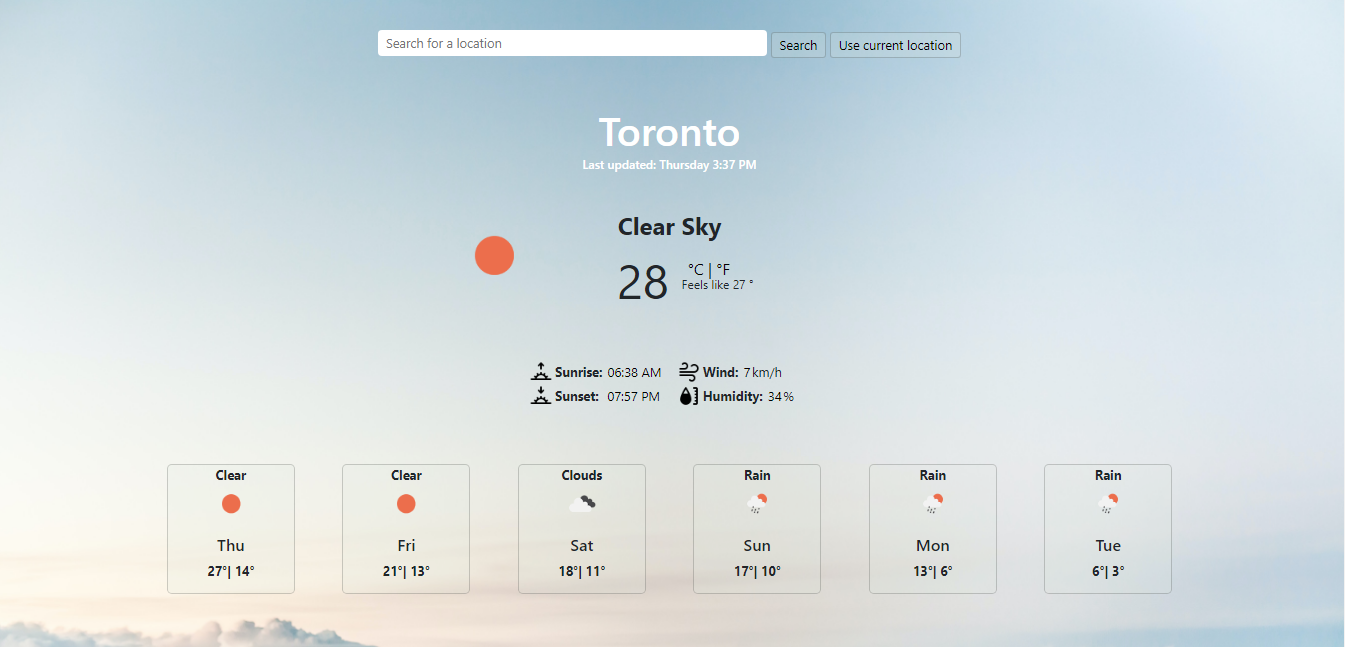 Search for a location Search Use current location
Toronto
Last updated: Thursday 3:37 PM
Clear Sky
28 °C | °F
Feels like 27 °
Sunrise: 06:38 AM Wind: 7km/h
Sunset: 07:57 PM Humidity: 34%
Clear Clear Clouds Rain Rain Rain
Thu Fri Sat Sun Mon Tue
27°| 14° 21°| 13° 18°| 11° 17°| 10° 13°| 6° 6°| 3°